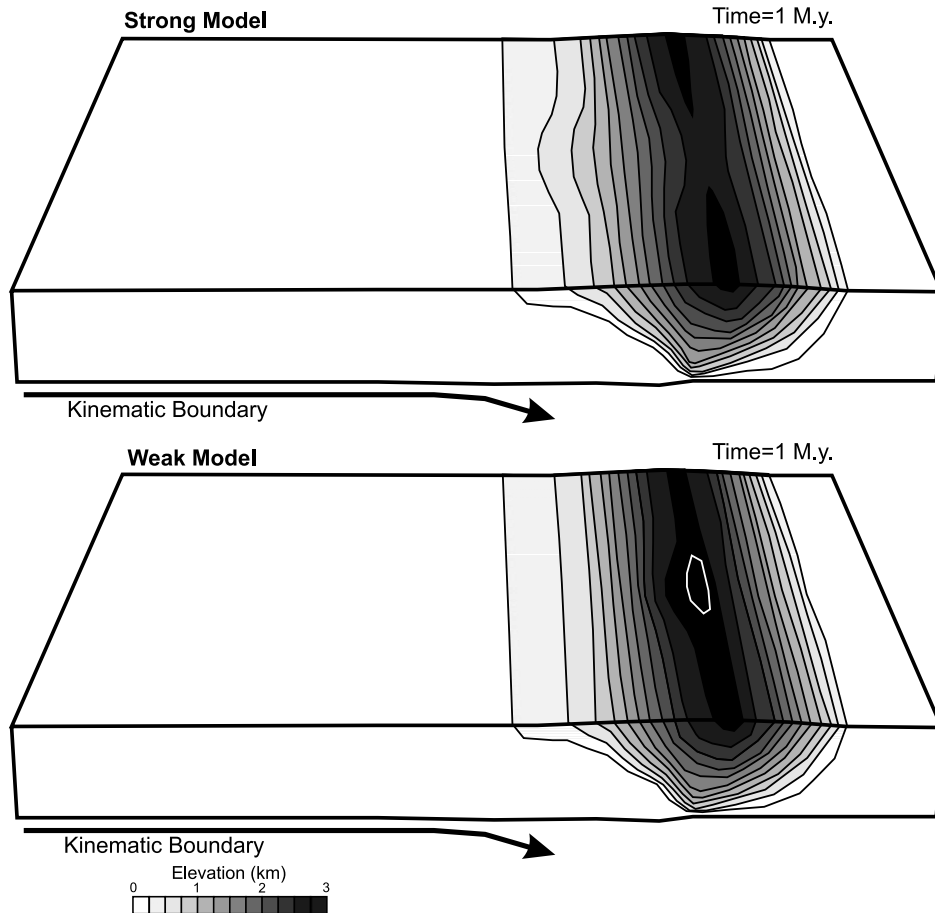 Strong Model
Time=1 M.y.
Kinematic Boundary
Weak Model
Time=1 M.y.
Kinematic Boundary
Elevation (km)
0 1 2 3